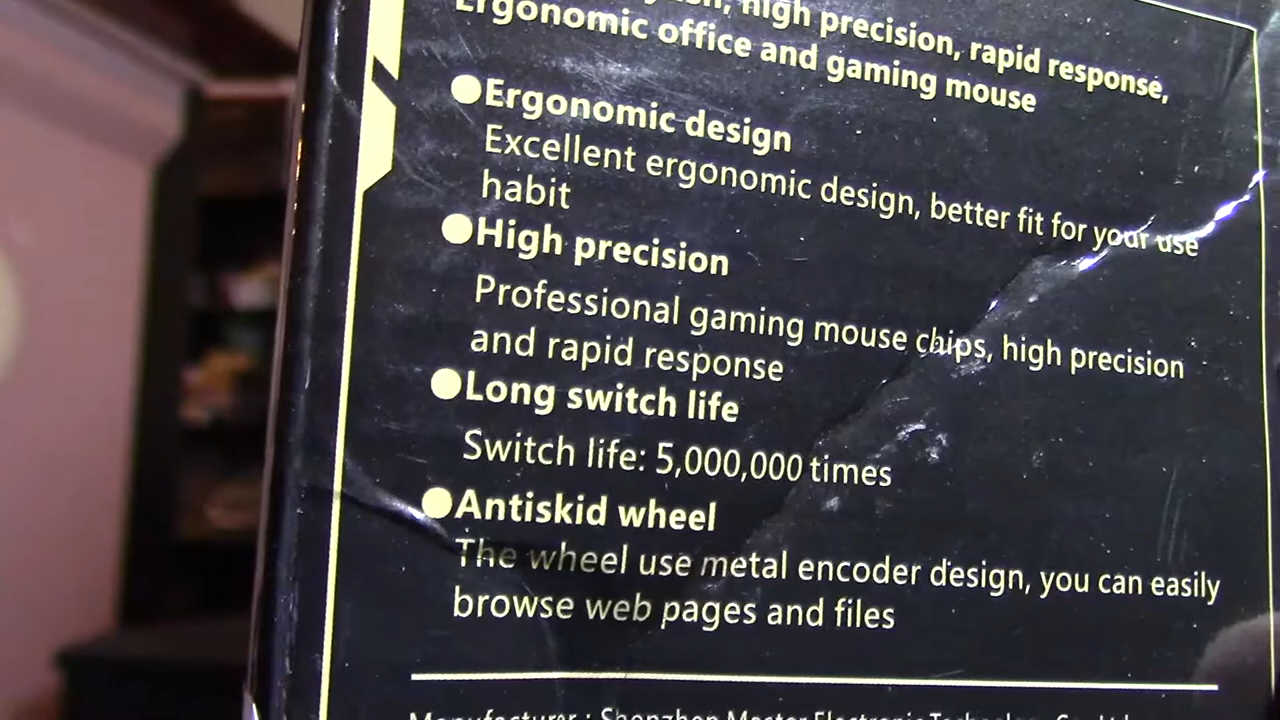 high precision, rapid response,
Ergonomic office and gaming mouse
●Ergonomic design
Excellent ergonomic design, better fit for your use
habit
●High precision
Professional gaming mouse chips, high precision
and rapid response
●Long switch life
Switch life: 5,000,000 times
●Antiskid wheel
The wheel use metal encoder design, you can easily
browse web pages and files
Manufacturer : Shenzhen Master Electronic Technology Co., Ltd